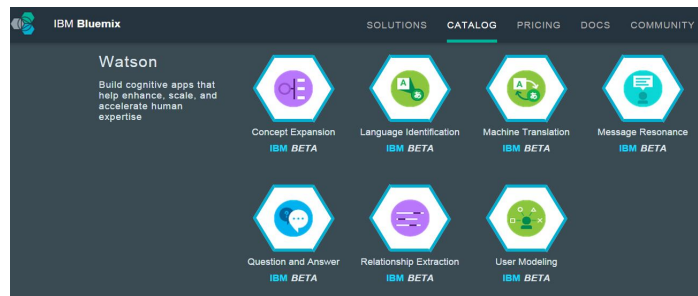 IBM Bluemix
SOLUTIONS CATALOG PRICING DOCS COMMUNITY
Watson
Build cognitive apps that
help enhance, scale, and
accelerate human
expertise
A あ
A あ
Concept Expansion Language Identification Machine Translation Message Resonance
IBM BETA IBM BETA IBM BETA IBM BETA
Question and Answer Relationship Extraction User Modeling
IBM BETA IBM BETA IBM BETA